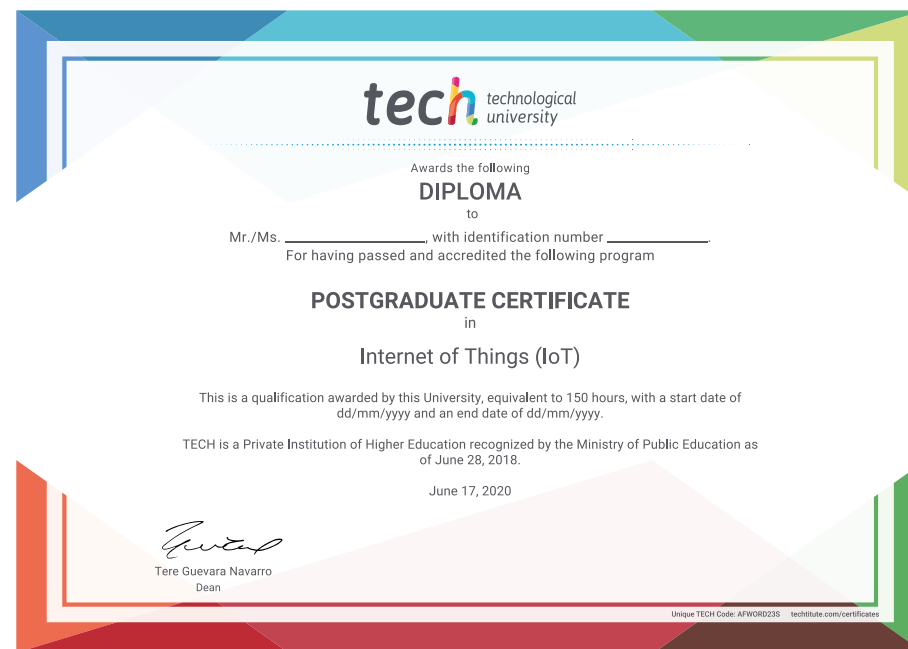 tech technological
university
Awards the following
DIPLOMA
to
Mr./Ms. ____________________, with identification number ______________.
For having passed and accredited the following program
POSTGRADUATE CERTIFICATE
in
Internet of Things (IoT)
This is a qualification awarded by this University, equivalent to 150 hours, with a start date of
dd/mm/yyyy and an end date of dd/mm/yyyy.
TECH is a Private Institution of Higher Education recognized by the Ministry of Public Education as
of June 28, 2018.
June 17, 2020
Tere Guevara Navarro
Dean
Unique TECH Code: AFWORD23S techtitute.com/certificates